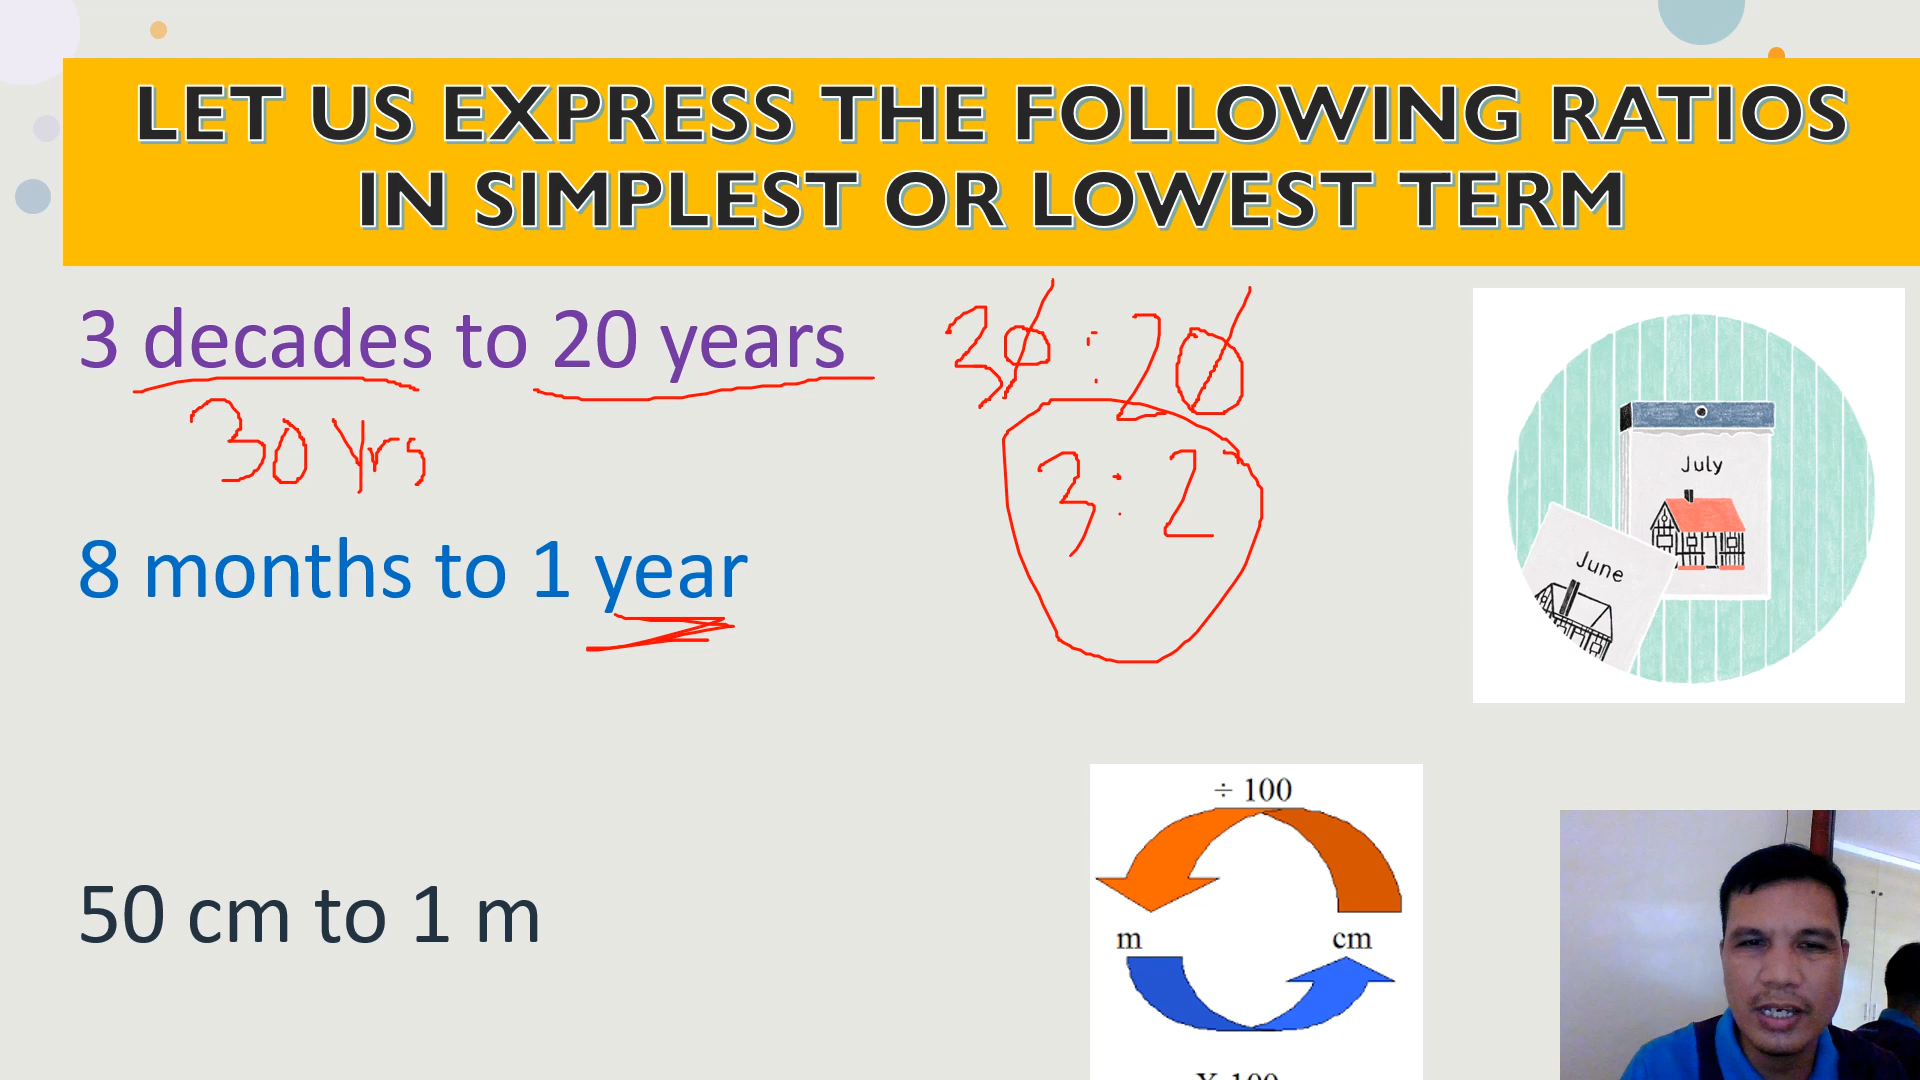 LET US EXPRESS THE FOLLOWING RATIOS
IN SIMPLEST OR LOWEST TERM
3 decades to 20 years
30 : 20
30 yrs
3 : 2
8 months to 1 year
50 cm to 1 m
July
June
÷ 100
m
cm
X 100